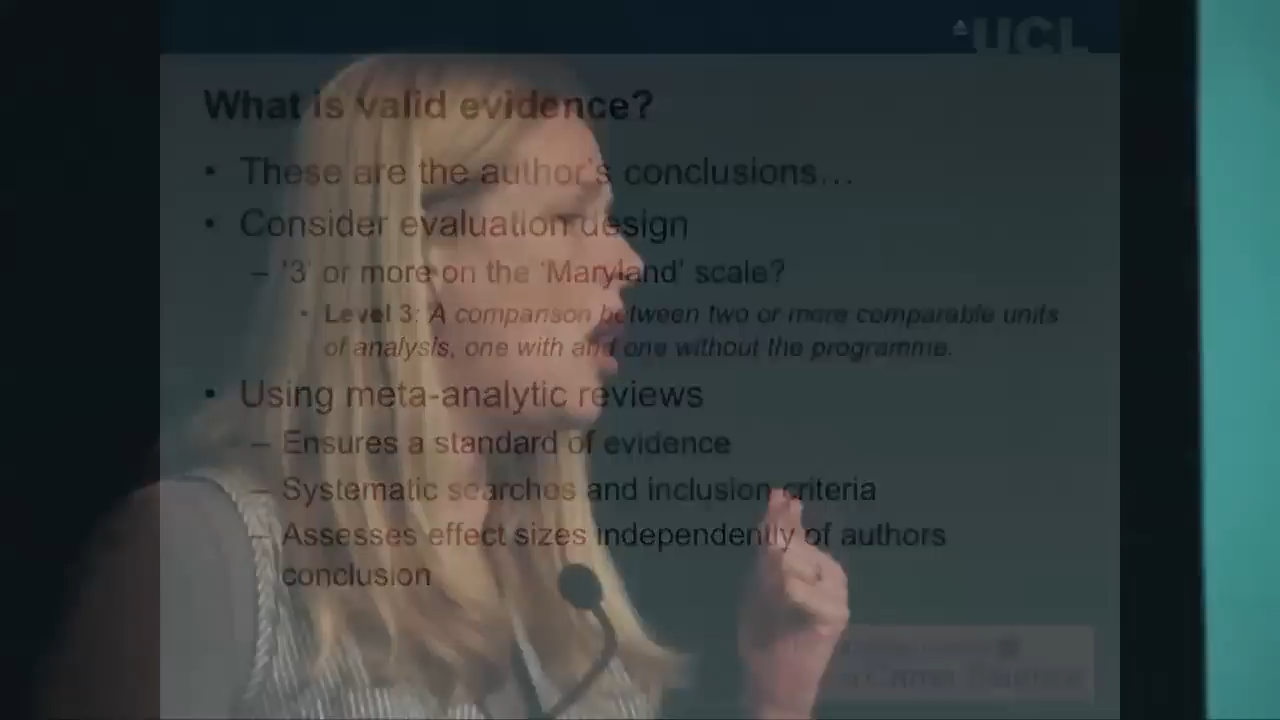 UCL
What is valid evidence?
• These are the author's conclusions…
• Consider evaluation design
– '3' or more on the 'Maryland' scale?
• Level 3: A comparison between two or more comparable units
of analysis, one with and one without the programme.
• Using meta-analytic reviews
– Ensures a standard of evidence
– Systematic searches and inclusion criteria
– Assesses effect sizes independently of authors
conclusion